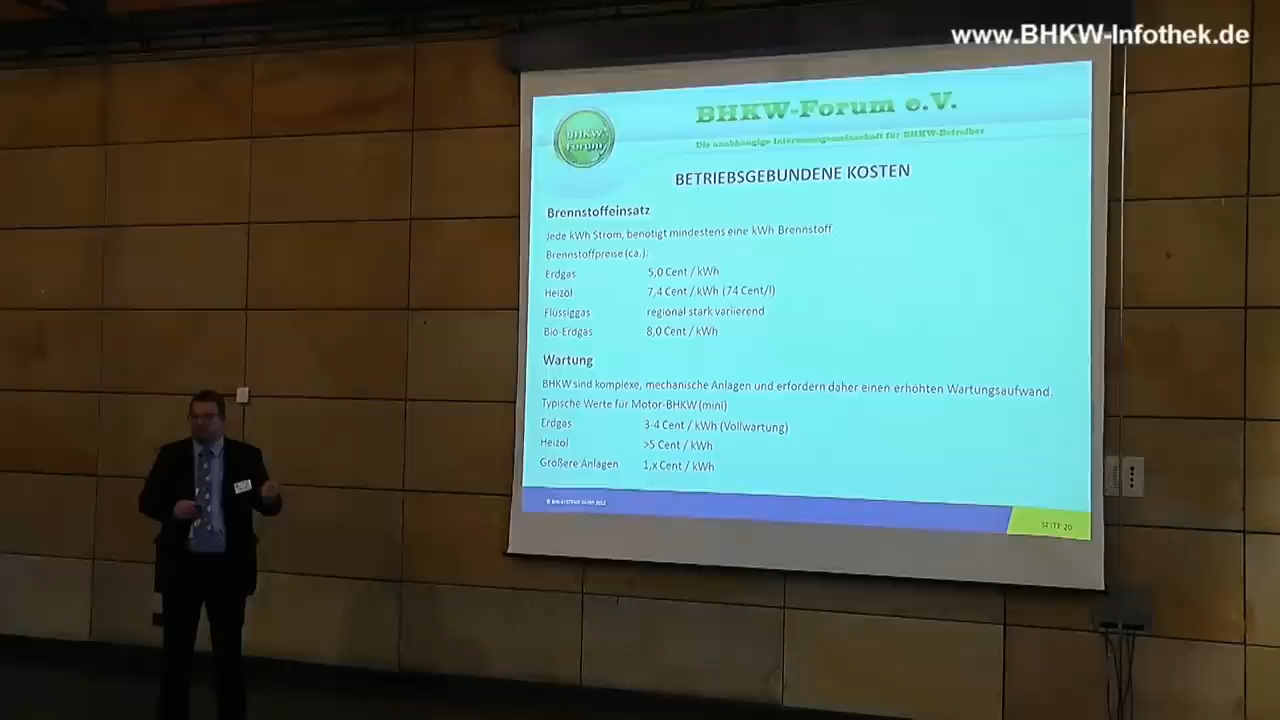 www.BHKW-Infothek.de
BHKW-Forum e.V.
BHKW-
Forum
Die unabhängige Interessengemeinschaft für BHKW-Betreiber
BETRIEBSGEBUNDENE KOSTEN
Brennstoffeinsatz
Jede kWh Strom, benötigt mindestens eine kWh Brennstoff
Brennstoffpreise (ca.):
Erdgas 5,0 Cent / kWh
Heizöl 7,4 Cent / kWh (74 Cent/l)
Flüssiggas regional stark variierend
Bio-Erdgas 8,0 Cent / kWh
Wartung
BHKW sind komplexe, mechanische Anlagen und erfordern daher einen erhöhten Wartungsaufwand.
Typische Werte für Motor-BHKW (mini)
Erdgas 3-4 Cent / kWh (Vollwartung)
Heizöl >5 Cent / kWh
Größere Anlagen 1,x Cent / kWh
SEITE 20